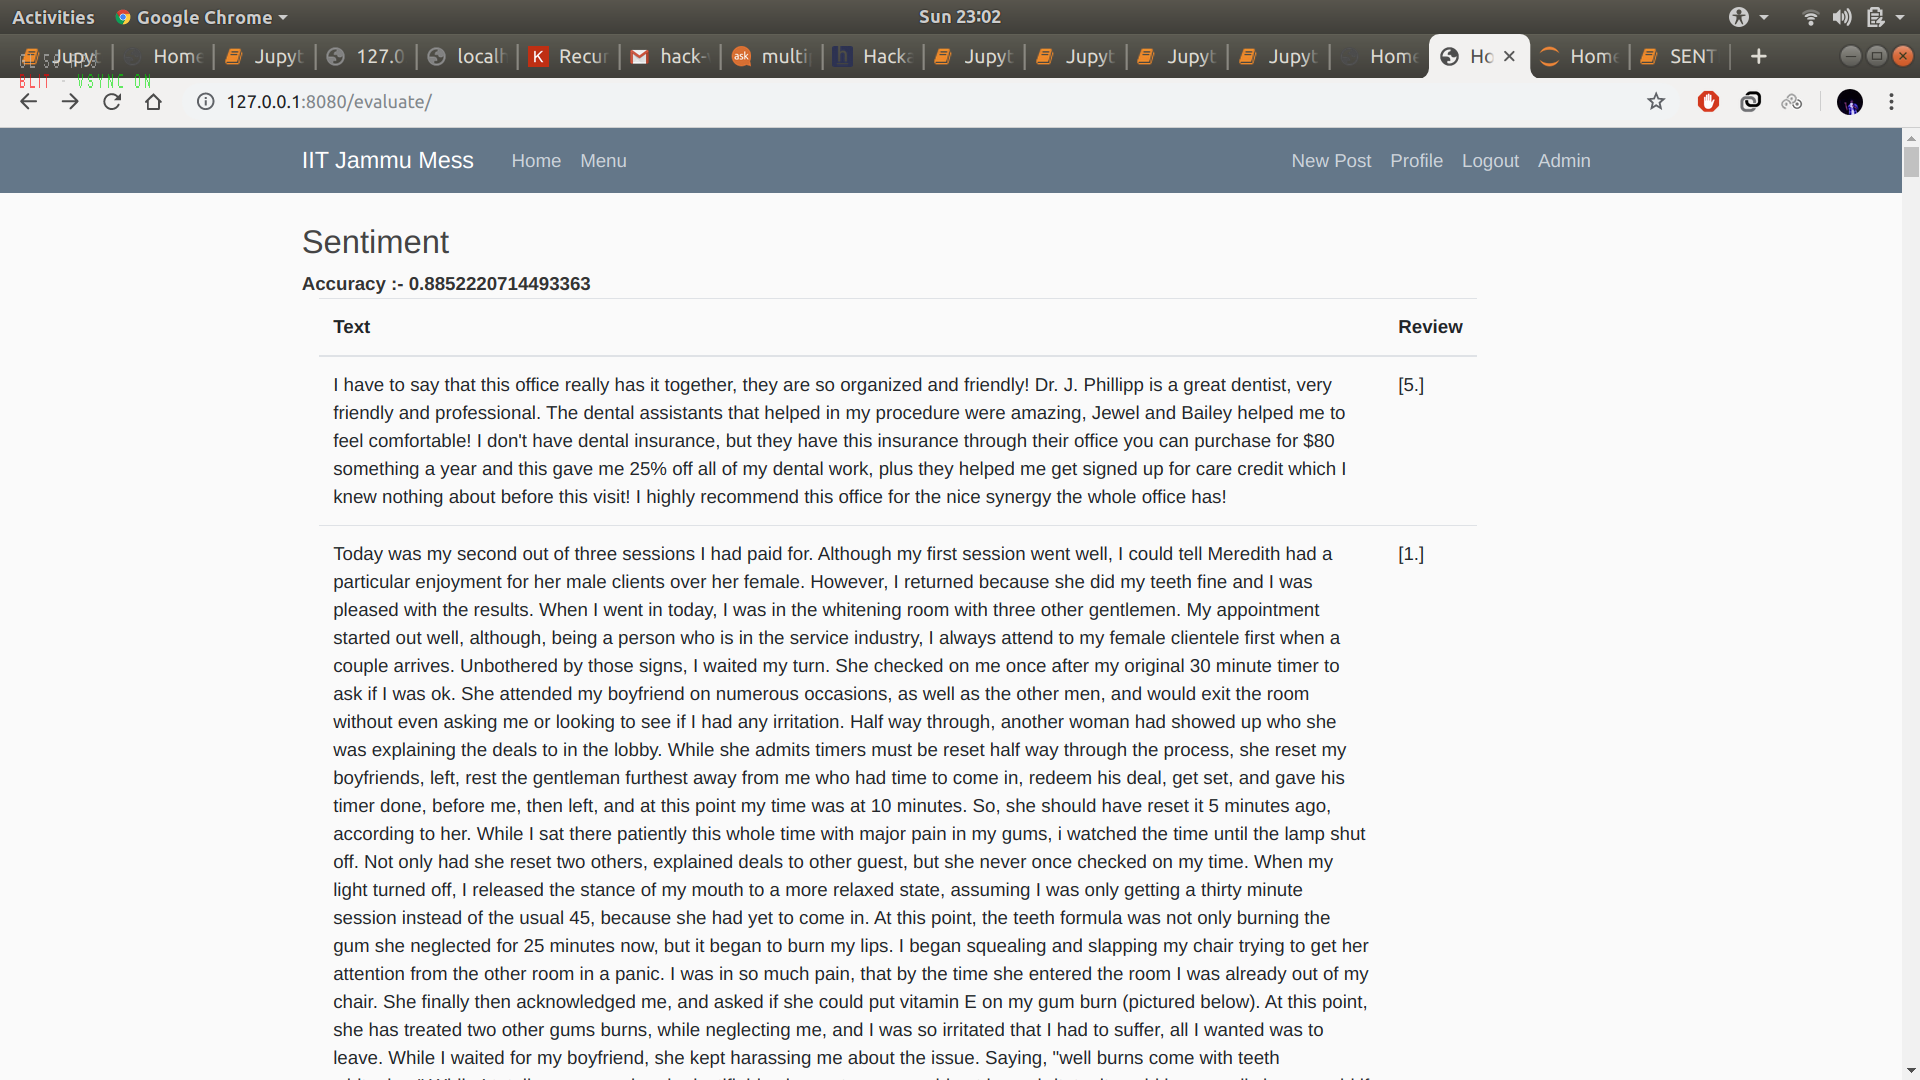 Activities Google Chrome Sun 23:02
Jupyt Home Jupyt 127.0 localh Recur hack- multi Hacka Jupyt Jupyt Jupyt Jupyt Home Ho Home SENT
BLIT - VSYNC ON
127.0.0.1:8080/evaluate/
IIT Jammu Mess Home Menu New Post Profile Logout Admin
Sentiment
Accuracy :- 0.8852220714493363
Text Review
I have to say that this office really has it together, they are so organized and friendly! Dr. J. Phillipp is a great dentist, very [5.]
friendly and professional. The dental assistants that helped in my procedure were amazing, Jewel and Bailey helped me to
feel comfortable! I don't have dental insurance, but they have this insurance through their office you can purchase for $80
something a year and this gave me 25% off all of my dental work, plus they helped me get signed up for care credit which I
knew nothing about before this visit! I highly recommend this office for the nice synergy the whole office has!
Today was my second out of three sessions I had paid for. Although my first session went well, I could tell Meredith had a [1.]
particular enjoyment for her male clients over her female. However, I returned because she did my teeth fine and I was
pleased with the results. When I went in today, I was in the whitening room with three other gentlemen. My appointment
started out well, although, being a person who is in the service industry, I always attend to my female clientele first when a
couple arrives. Unbothered by those signs, I waited my turn. She checked on me once after my original 30 minute timer to
ask if I was ok. She attended my boyfriend on numerous occasions, as well as the other men, and would exit the room
without even asking me or looking to see if I had any irritation. Half way through, another woman had showed up who she
was explaining the deals to in the lobby. While she admits timers must be reset half way through the process, she reset my
boyfriends, left, rest the gentleman furthest away from me who had time to come in, redeem his deal, get set, and gave his
timer done, before me, then left, and at this point my time was at 10 minutes. So, she should have reset it 5 minutes ago,
according to her. While I sat there patiently this whole time with major pain in my gums, i watched the time until the lamp shut
off. Not only had she reset two others, explained deals to other guest, but she never once checked on my time. When my
light turned off, I released the stance of my mouth to a more relaxed state, assuming I was only getting a thirty minute
session instead of the usual 45, because she had yet to come in. At this point, the teeth formula was not only burning the
gum she neglected for 25 minutes now, but it began to burn my lips. I began squealing and slapping my chair trying to get her
attention from the other room in a panic. I was in so much pain, that by the time she entered the room I was already out of my
chair. She finally then acknowledged me, and asked if she could put vitamin E on my gum burn (pictured below). At this point,
she has treated two other gums burns, while neglecting me, and I was so irritated that I had to suffer, all I wanted was to
leave. While I waited for my boyfriend, she kept harassing me about the issue. Saying, "well burns come with teeth